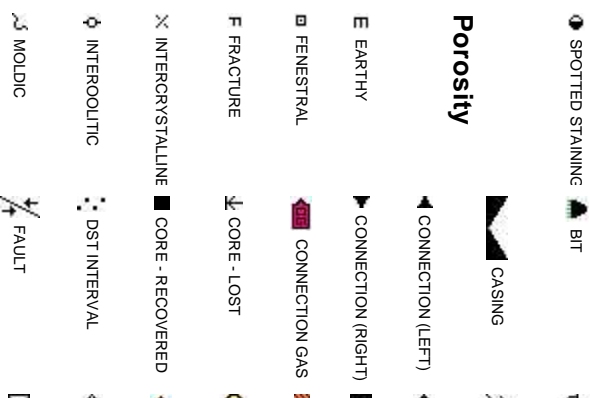 SPOTTED STAINING
Porosity
E EARTHY
FENESTRAL
F FRACTURE
INTERCRYSTALLINE
INTEROOLITIC
MOLDIC
BIT
CASING
CONNECTION (LEFT)
CONNECTION (RIGHT)
CONNECTION GAS
CORE - LOST
CORE - RECOVERED
DST INTERVAL
FAULT